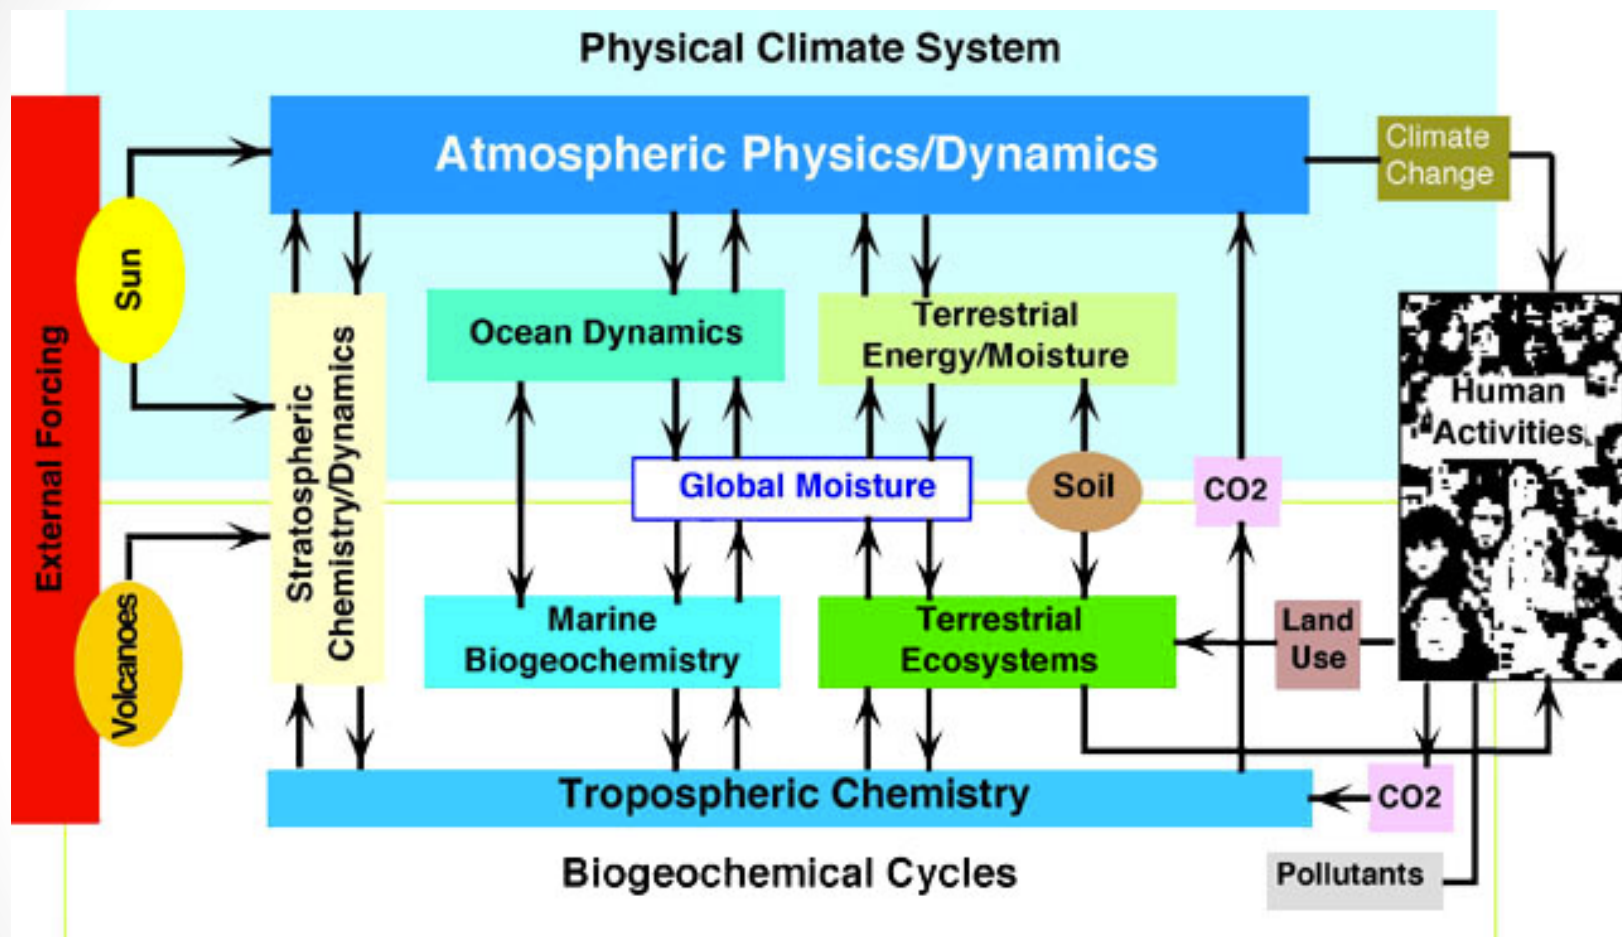 Physical Climate System
Atmospheric Physics/Dynamics
Climate
Change
External Forcing
Sun
Stratospheric
Chemistry/Dynamics
Ocean Dynamics
Terrestrial
Energy/Moisture
Human
Activities
Global Moisture
Soil
CO2
Volcanoes
Marine
Biogeochemistry
Terrestrial
Ecosystems
Land
Use
Tropospheric Chemistry
CO2
Biogeochemical Cycles
Pollutants